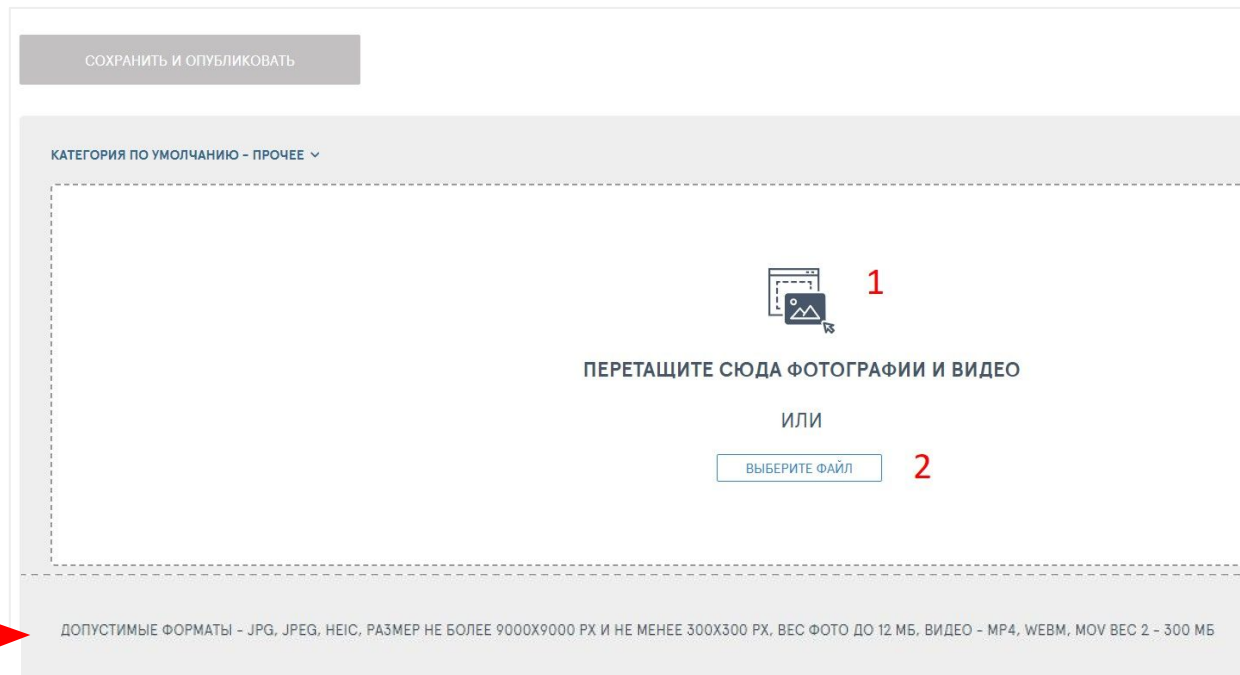 СОХРАНИТЬ И ОПУБЛИКОВАТЬ
КАТЕГОРИЯ ПО УМОЛЧАНИЮ - ПРОЧЕЕ
1
ПЕРЕТАЩИТЕ СЮДА ФОТОГРАФИИ И ВИДЕО
ИЛИ
ВЫБЕРИТЕ ФАЙЛ
2
ДОПУСТИМЫЕ ФОРМАТЫ - JPG, JPEG, HEIC, РАЗМЕР НЕ БОЛЕЕ 9000X9000 PX И НЕ МЕНЕЕ 300X300 PX, ВЕС ФОТО ДО 12 МБ, ВИДЕО - MP4, WEBM, MOV ВЕС 2 - 300 МБ